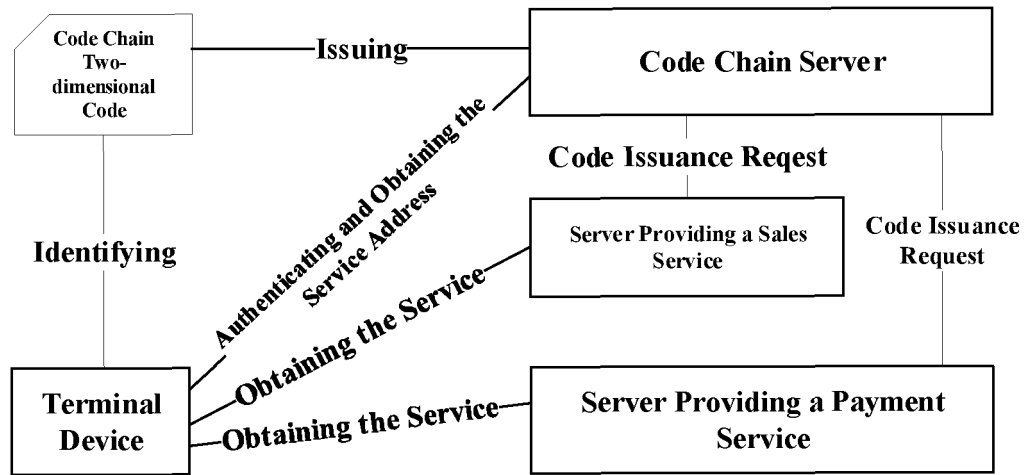 Code Chain
Two-
dimensional
Code
Issuing
Code Chain Server
Authenticating and Obtaining the
Service Address
Code Issuance Reqest
Code Issuance
Request
Identifying
Server Providing a Sales
Service
Obtaining the Service
Terminal
Device
Obtaining the Service
Server Providing a Payment
Service